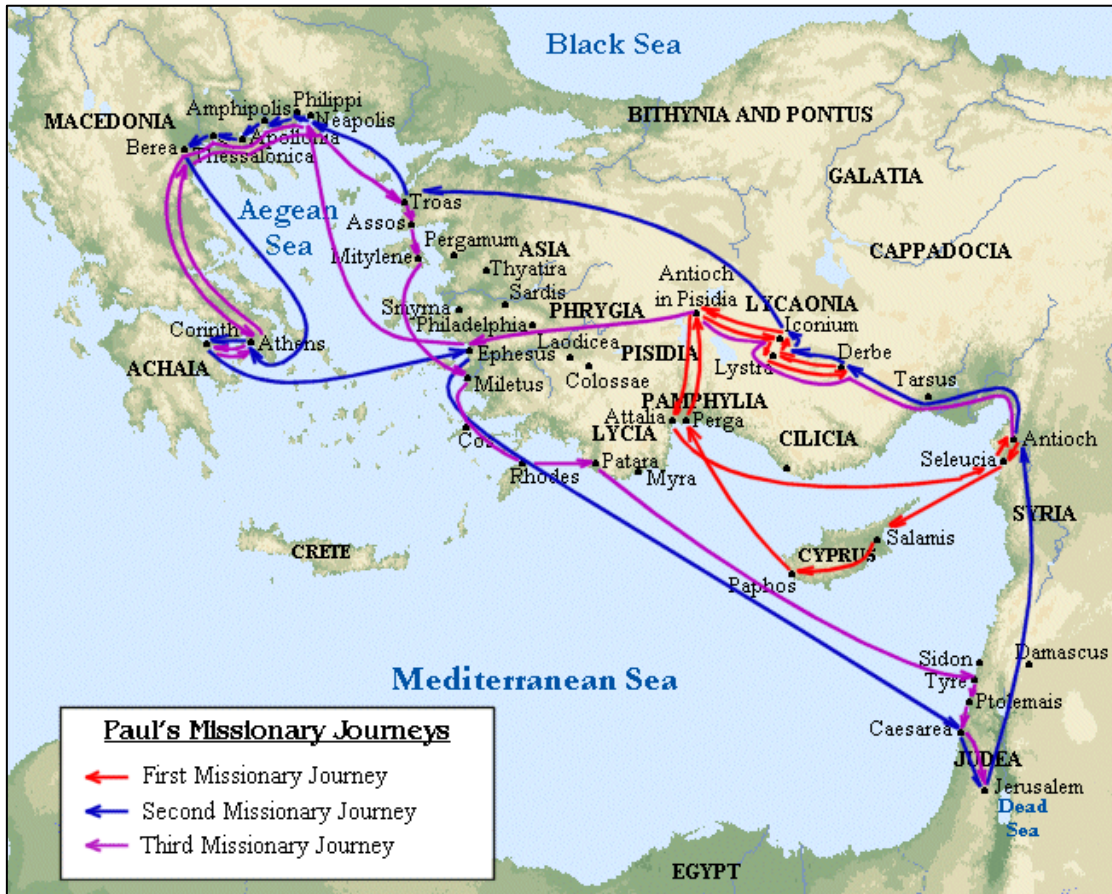 Black Sea
BITHYNIA AND PONTUS
MACEDONIA
Amphipolis
Philippi
Neapolis
Apollonia
Berea
Thessalonica
GALATIA
Aegean
Sea
Troas
Assos
Mitylene
Pergamum
ASIA
Thyatira
CAPPADOCIA
Antioch
in Pisidia
Sardis
Smyrna
PHRYGIA
LYCAONIA
Philadelphia
Iconium
Corinth
Athens
Laodicea
Ephesus
PISIDIA
Derbe
ACHAIA
Lystra
Colossae
Miletus
Tarsus
PAMPHYLIA
Attalia
Perga
Cos
LYCIA
CILICIA
Antioch
Seleucia
Rhodes
Patara
Myra
SYRIA
CRETE
Salamis
CYPRUS
Paphos
Mediterranean Sea
Sidon
Damascus
Tyre
Ptolemais
Caesarea
JUDEA
Jerusalem
Dead
Sea
Paul's Missionary Journeys
First Missionary Journey
Second Missionary Journey
Third Missionary Journey
EGYPT